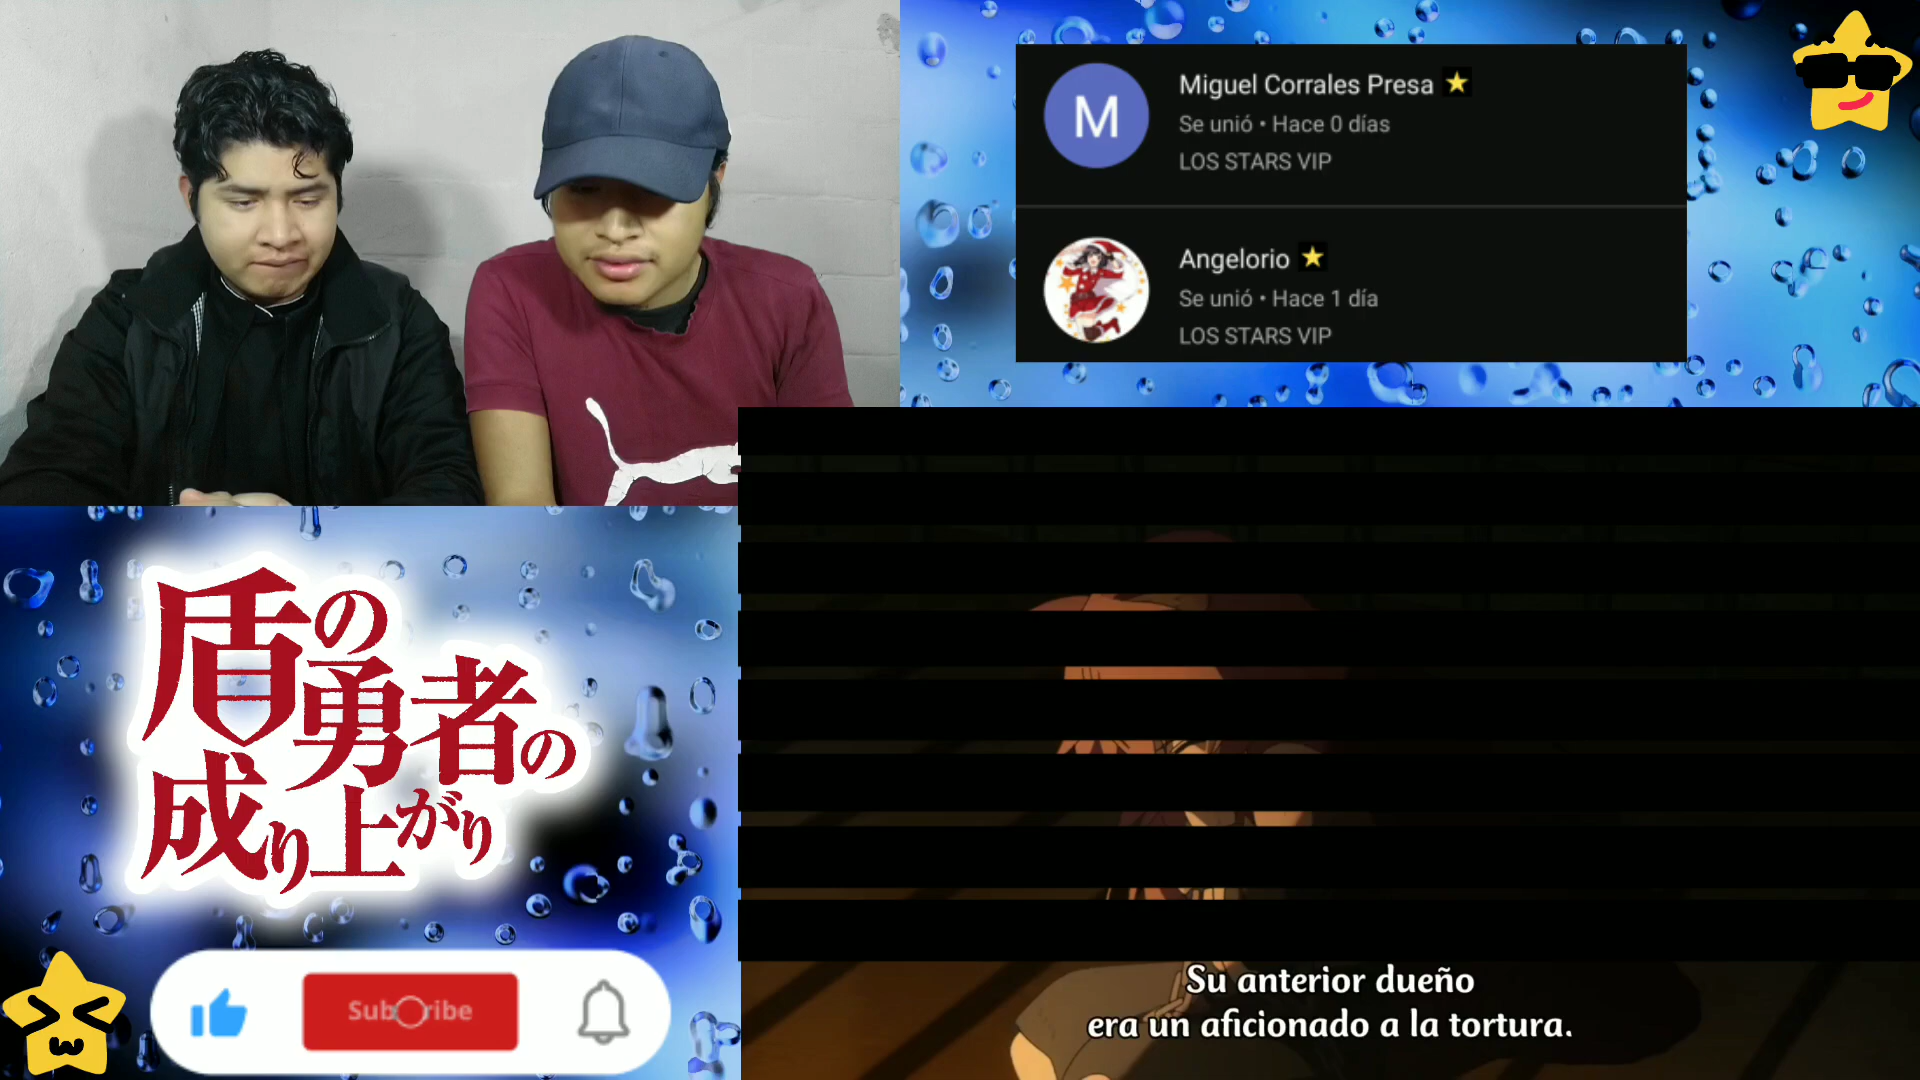 M
Miguel Corrales Presa
Se unió • Hace 0 días
LOS STARS VIP
Angelorio
Se unió • Hace 1 día
LOS STARS VIP
盾の
勇者の
成り上がり
Subscribe
Su anterior dueño
era un aficionado a la tortura.